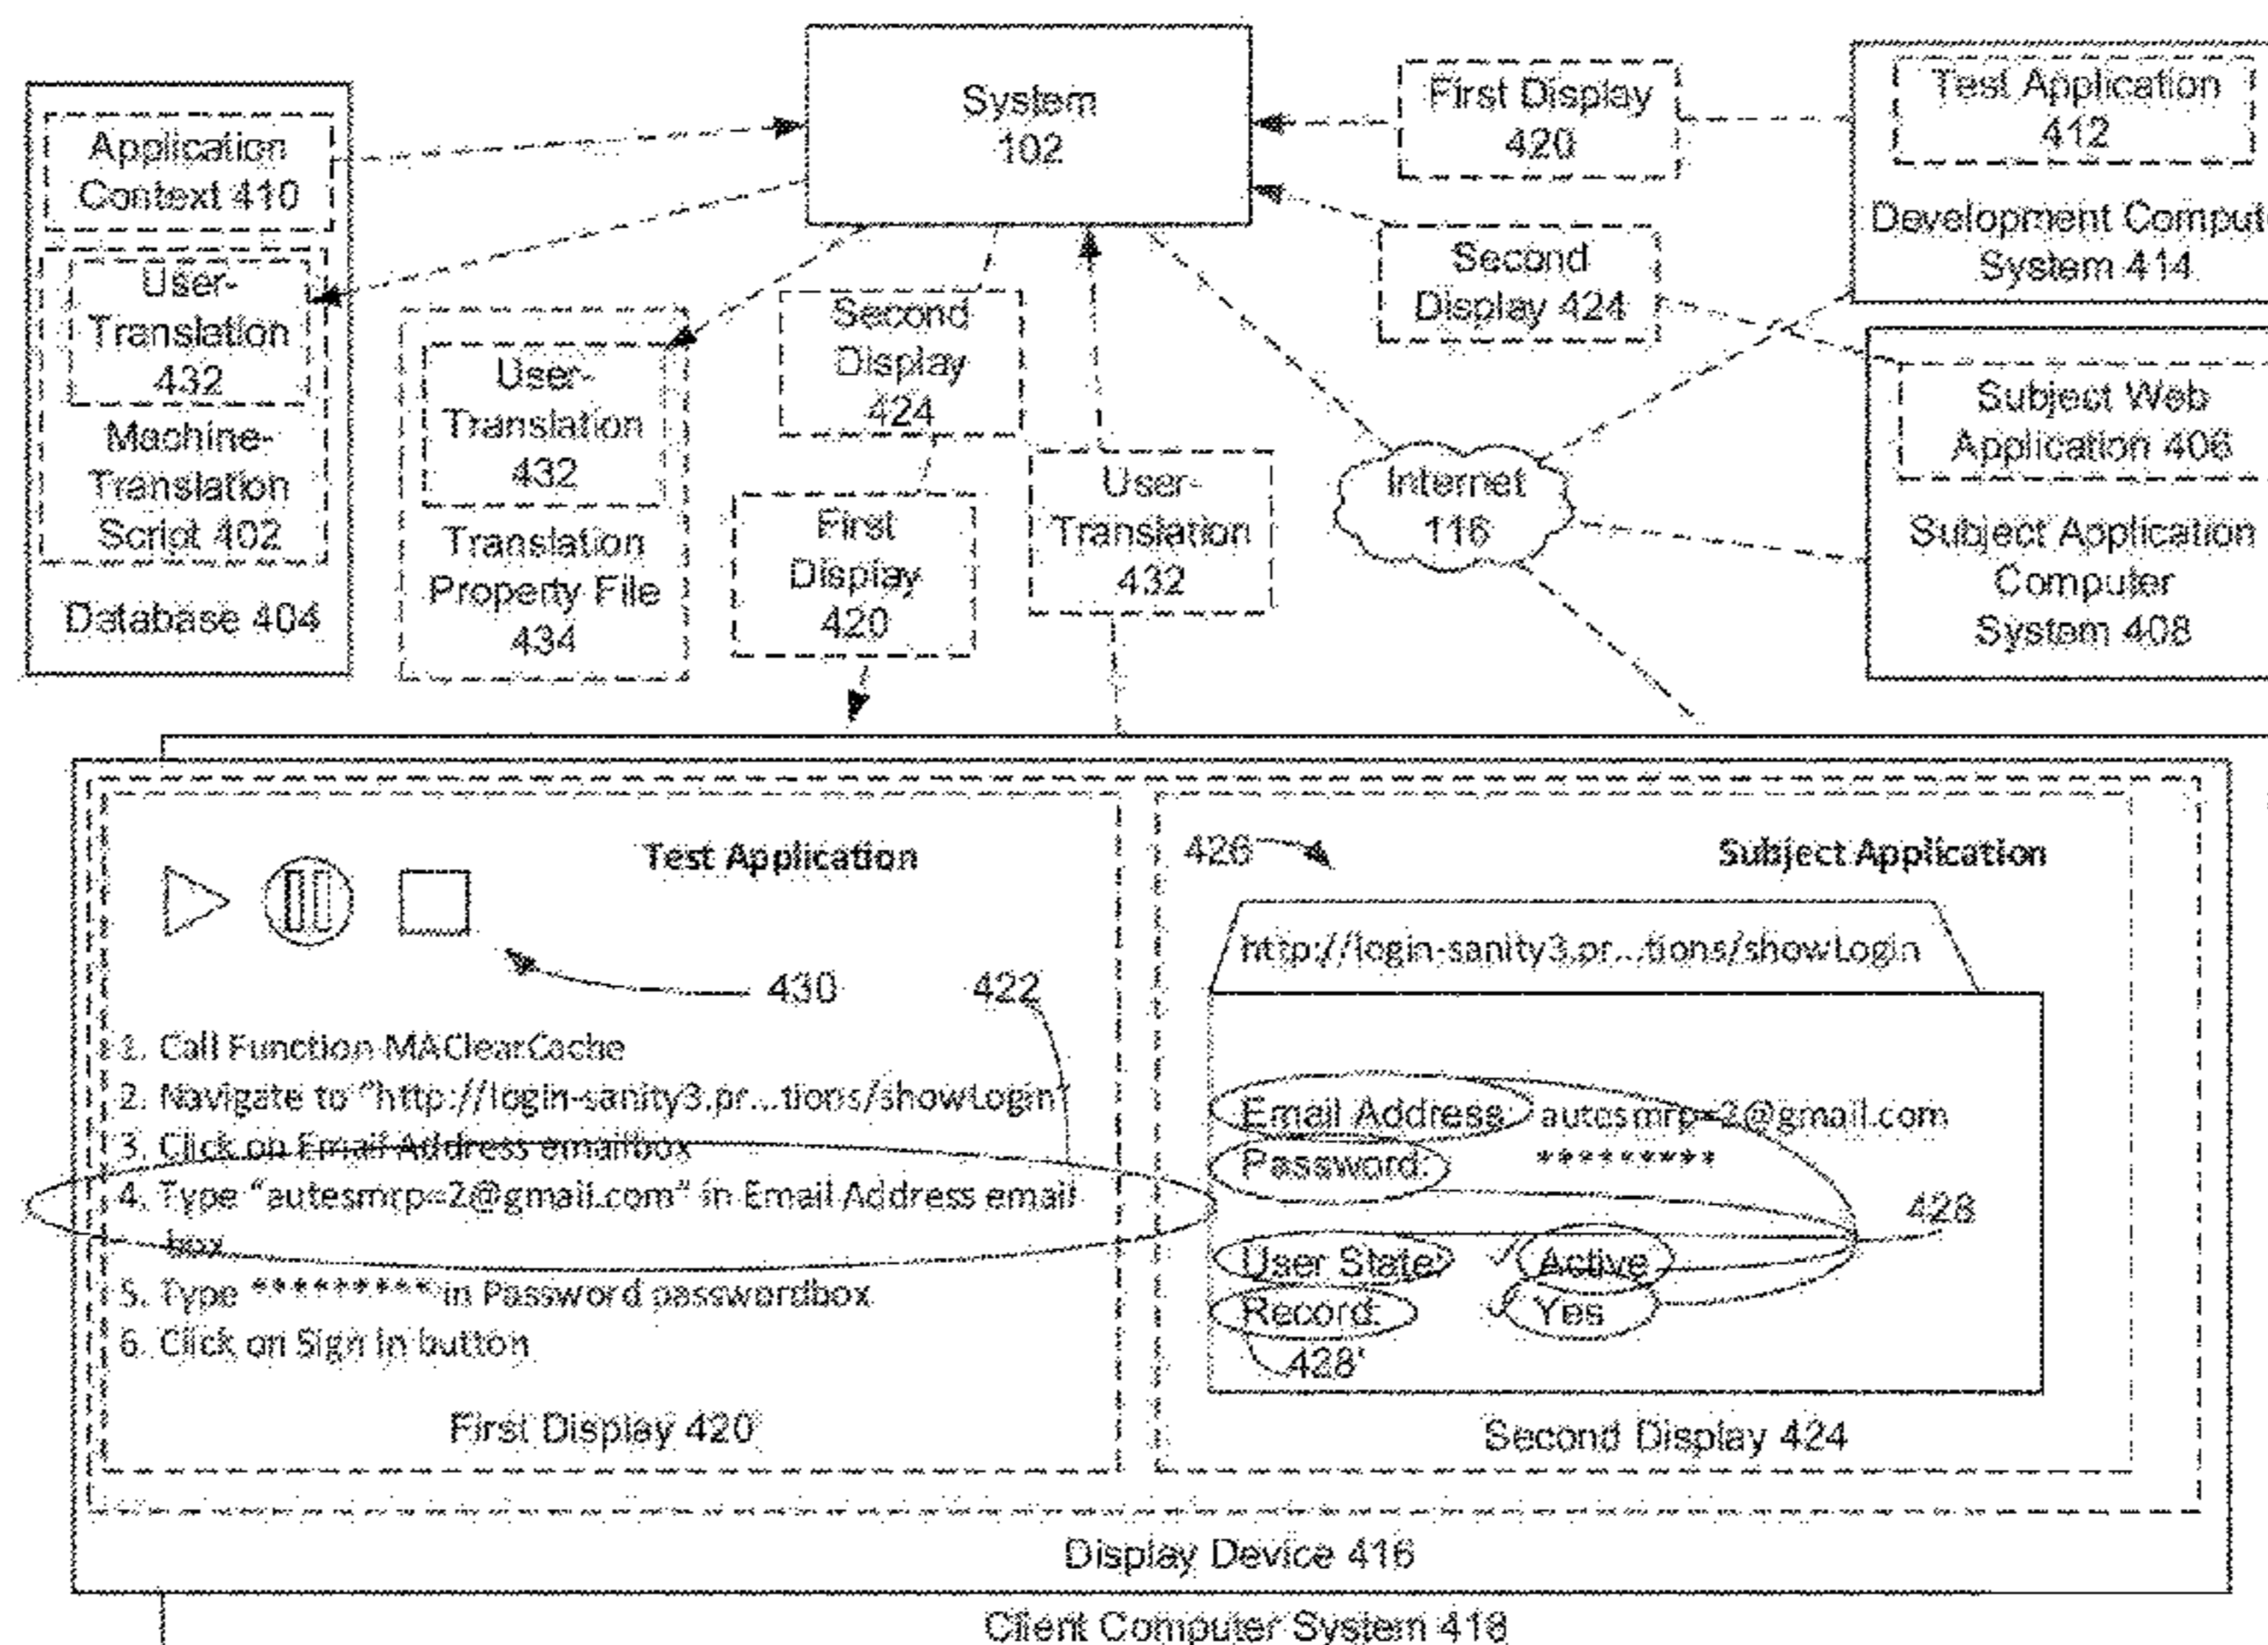 System
102
Application
Context 410
User-
Translation
432
Machine-
Translation
Script 402
Database 404
User-
Translation
432
Translation
Property File
434
Second
Display
424
First
Display
420
User-
Translation
432
First Display
420
Second
Display 424
Internet
116
Test Application
412
Development Comput
System 414
Subject Web
Application 406
Subject Application
Computer
System 408
Test Application
430
422
1. Call Function MAClearCache
2. Navigate to "http://login-sanity3.pr...tions/showLogin"
3. Click on Email Address emailbox
4. Type "autesmrp=2@gmail.com" in Email Address email
box
5. Type ********* in Password passwordbox
6. Click on Sign In button
First Display 420
426
Subject Application
http://login-sanity3.pr...tions/showLogin
Email Address: autesmrp=2@gmail.com
Password: *********
428
User State: ✓ Active
Record: ✓ Yes
428'
Second Display 424
Display Device 416
Client Computer System 418